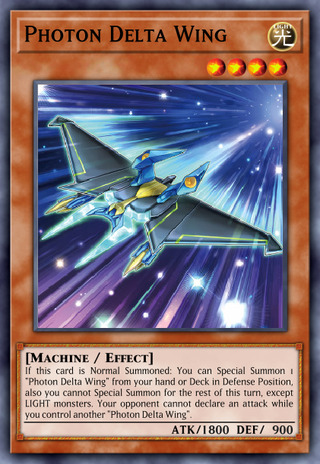 PHOTON DELTA WING
LIGHT
光
[MACHINE / EFFECT]
If this card is Normal Summoned: You can Special Summon 1
"Photon Delta Wing" from your hand or Deck in Defense Position,
also you cannot Special Summon for the rest of this turn, except
LIGHT monsters. Your opponent cannot declare an attack while
you control another "Photon Delta Wing".
ATK/1800 DEF/ 900